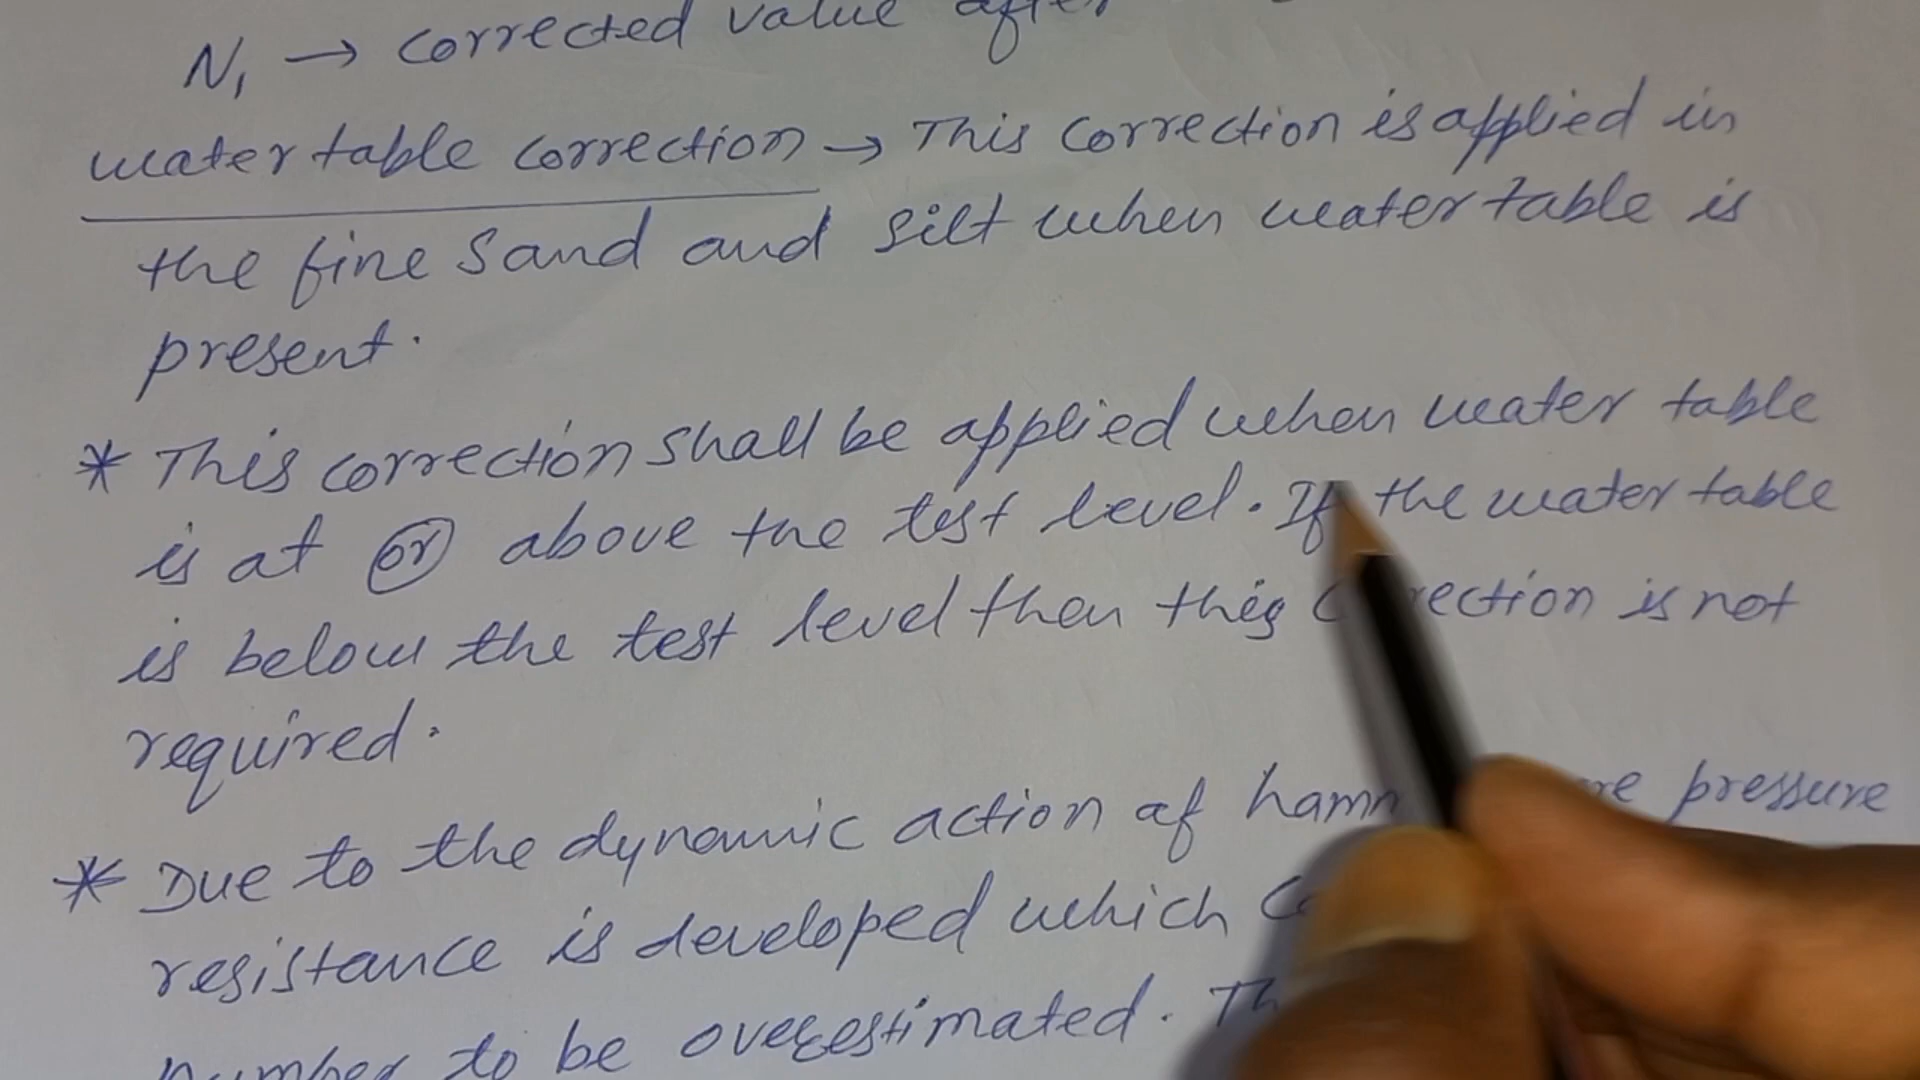 N1 → corrected value after
water table correction → This correction is applied in
the fine sand and silt when water table is
present.
* This correction shall be applied when water table
is at or above the test level. If the water table
is below the test level then this is not
required.
* Due to the dynamic action of pressure
resistance is developed which
number to be overestimated.